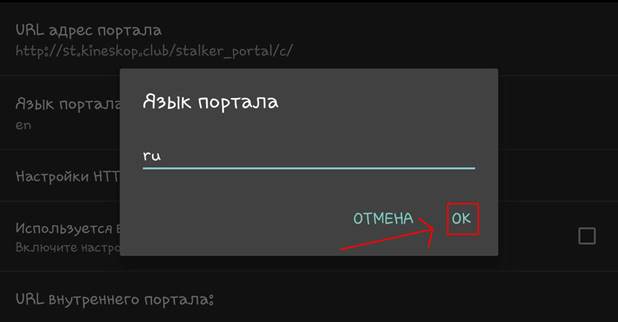 URL адрес портала
http://st.kineskop.club/stalker_portal/c/
Язык портала
en
Язык портала
ru
ОТМЕНА OK
Настройки HTT
Используется в
Включите настро
URL внутреннего портала: